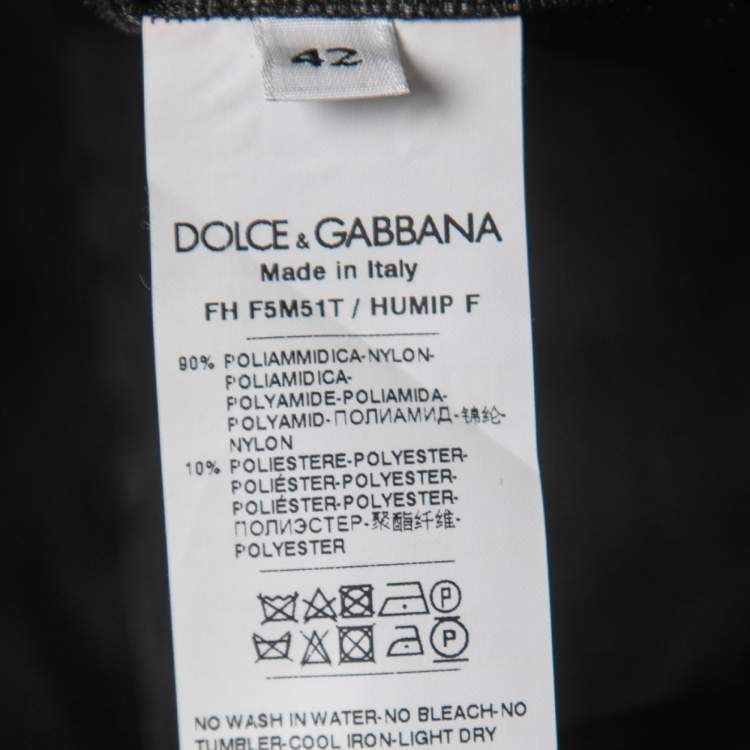 42
DOLCE & GABBANA
Made in Italy
FH F5M51T / HUMIP F
90% POLIAMMIDICA-NYLON-
POLIAMIDICA-
POLYAMIDE-POLIAMIDA-
POLYAMID-ПОЛИАМИД-锦纶-
NYLON
10% POLIESTERE-POLYESTER-
POLIÉSTER-POLYESTER-
POLIÉSTER-POLYESTER-
ПОЛИЭСТЕР-聚酯纤维-
POLYESTER
P
P
NO WASH IN WATER-NO BLEACH-NO
TUMBLER-COOL IRON-LIGHT DRY